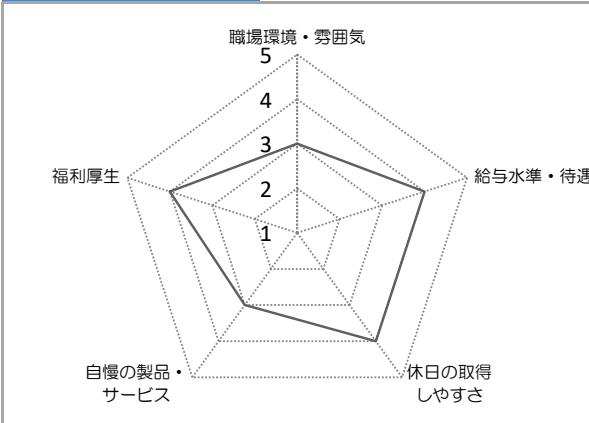 職場環境・雰囲気
5
4
3
2
1
福利厚生
給与水準・待遇
自慢の製品・
サービス
休日の取得
しやすさ